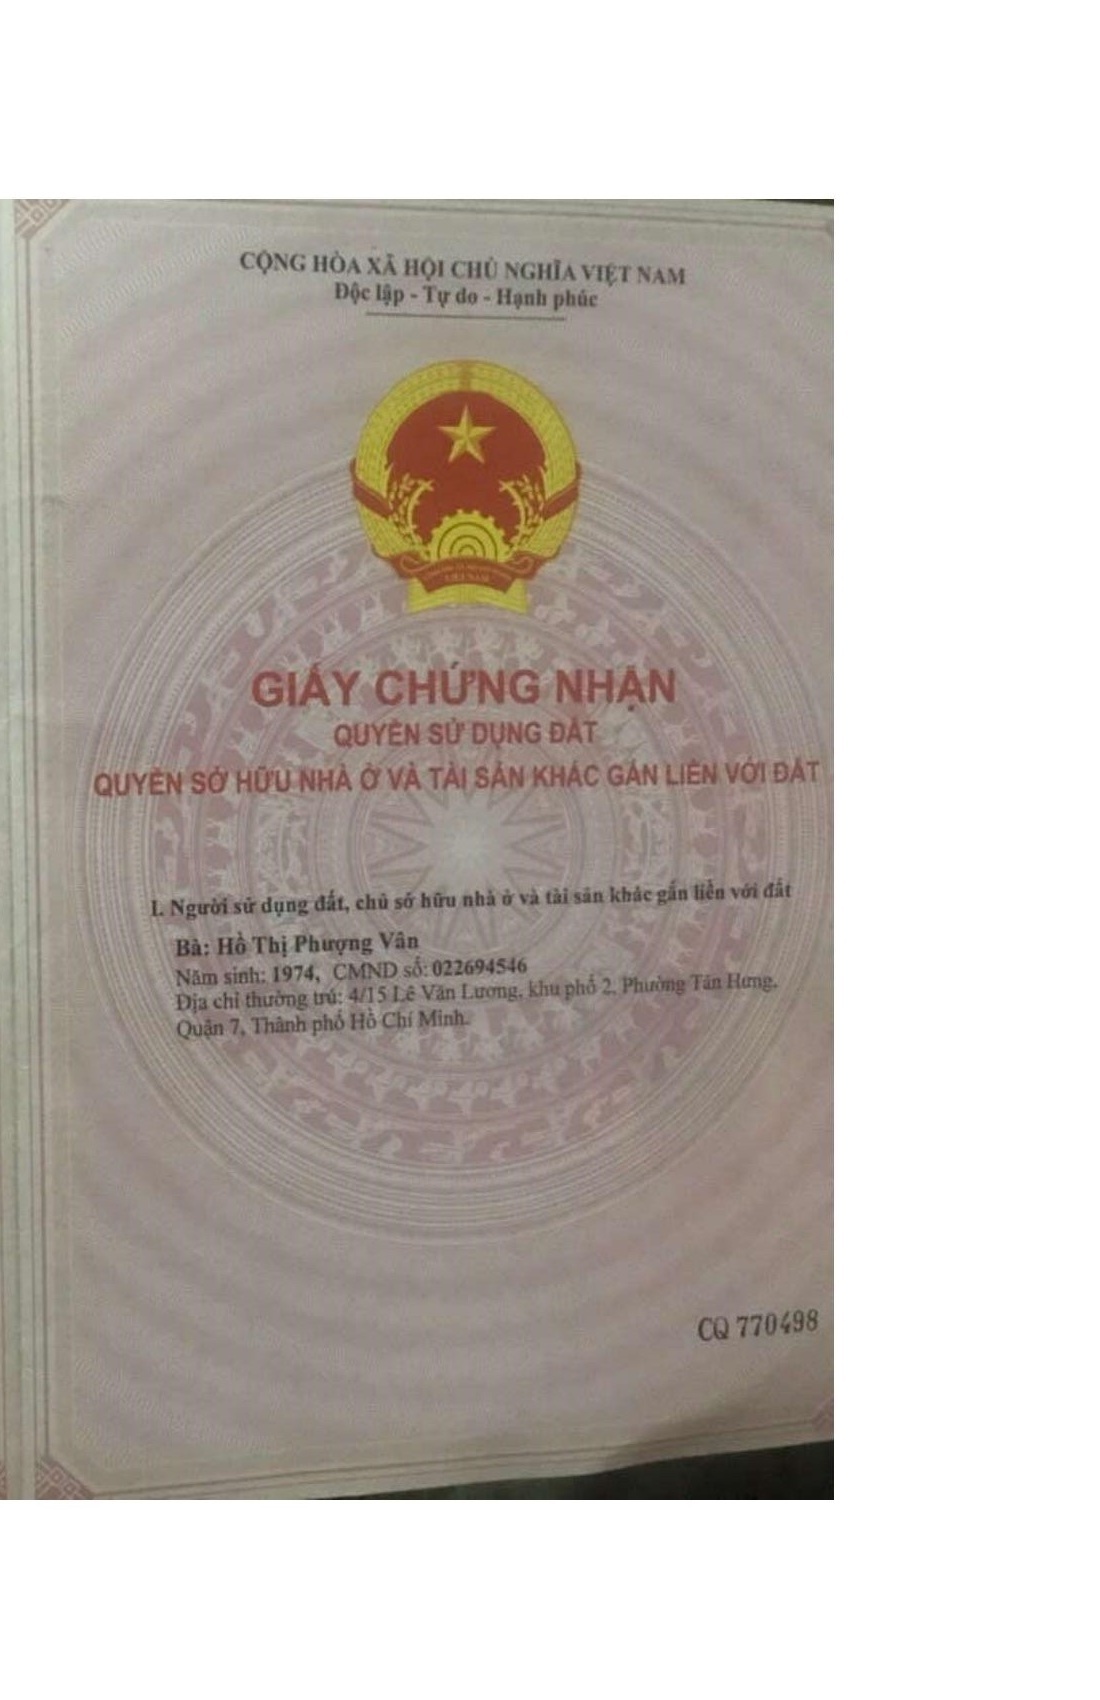 CỘNG HÒA XÃ HỘI CHỦ NGHĨA VIỆT NAM
Độc lập - Tự do - Hạnh phúc
VIỆT NAM
GIẤY CHỨNG NHẬN
QUYỀN SỬ DỤNG ĐẤT
QUYỀN SỞ HỮU NHÀ Ở VÀ TÀI SẢN KHÁC GẮN LIỀN VỚI ĐẤT
I. Người sử dụng đất, chủ sở hữu nhà ở và tài sản khác gắn liền với đất
Bà: Hồ Thị Phượng Vân
Năm sinh: 1974, CMND số: 022694546
Địa chỉ thường trú: 4/15 Lê Văn Lương, khu phố 2, Phường Tân Hưng,
Quận 7, Thành phố Hồ Chí Minh.
CQ 770498